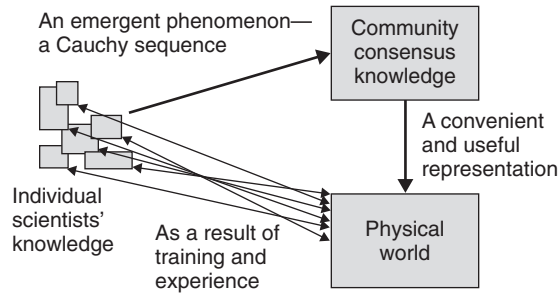 An emergent phenomenon—
a Cauchy sequence
Community
consensus
knowledge
A convenient
and useful
representation
Individual
scientists'
knowledge
As a result of
training and
experience
Physical
world